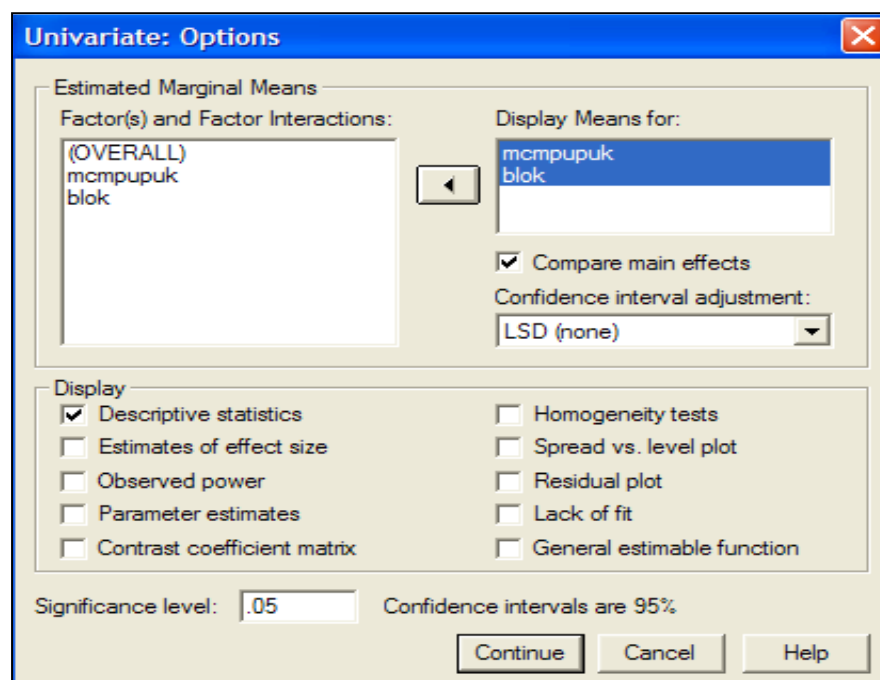 Univariate: Options
Estimated Marginal Means
Factor(s) and Factor Interactions:
(OVERALL)
mcmpupuk
blok
Display Means for:
mcmpupuk
blok
Compare main effects
Confidence interval adjustment:
LSD (none)
Display
Descriptive statistics
Estimates of effect size
Observed power
Parameter estimates
Contrast coefficient matrix
Homogeneity tests
Spread vs. level plot
Residual plot
Lack of fit
General estimable function
Significance level: .05 Confidence intervals are 95%
Continue Cancel Help